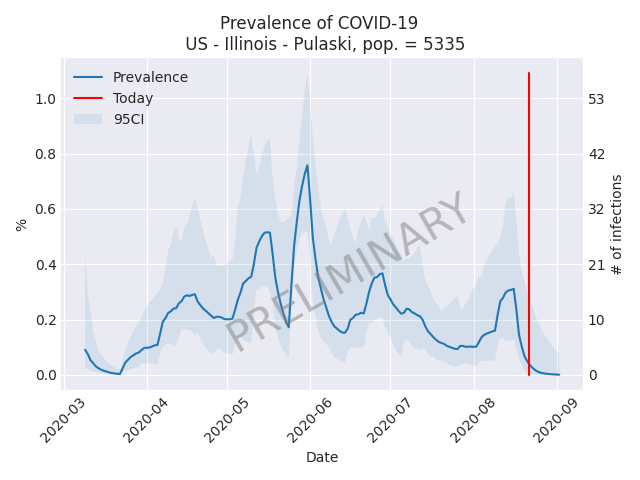 Prevalence of COVID-19
US - Illinois - Pulaski, pop. = 5335
Prevalence
Today
95CI
PRELIMINARY
%
1.0
0.8
0.6
0.4
0.2
0.0
53
42
32
21
10
0
# of infections
2020-03
2020-04
2020-05
2020-06
2020-07
2020-08
2020-09
Date